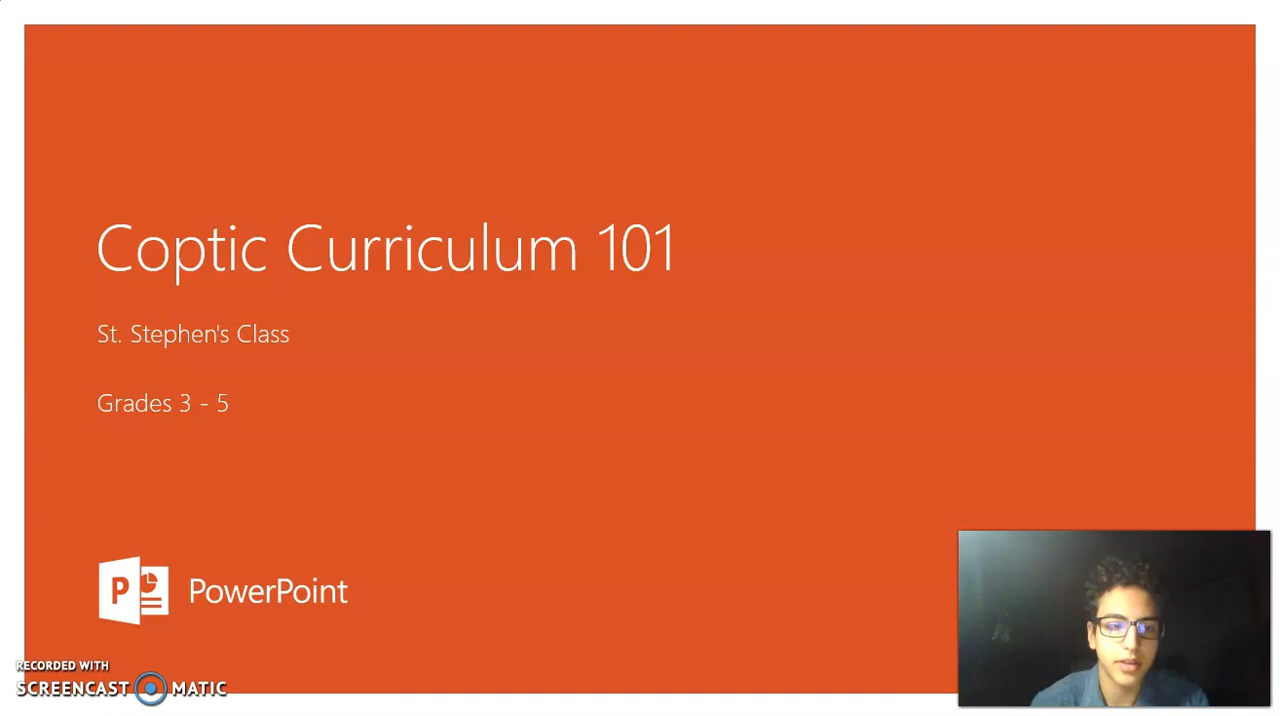 Coptic Curriculum 101
St. Stephen's Class
Grades 3 - 5
P
PowerPoint
RECORDED WITH
SCREENCAST MATIC